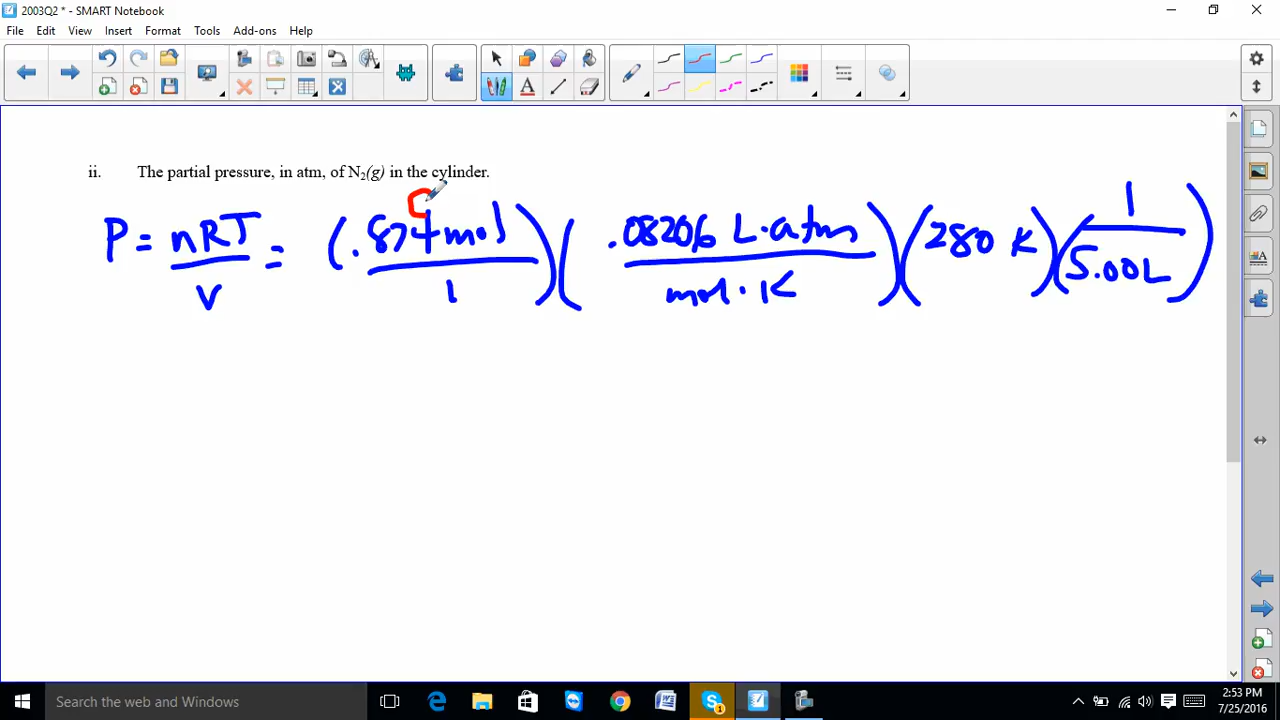 2003Q2 * - SMART Notebook
File Edit View Insert Format Tools Add-ons Help
ii. The partial pressure, in atm, of N₂(g) in the cylinder.
P = nRT/V = (.874 mol/1)(.08206 L·atm/mol·K)(280 K)(1/5.00L)
Search the web and Windows
2:53 PM
7/25/2016